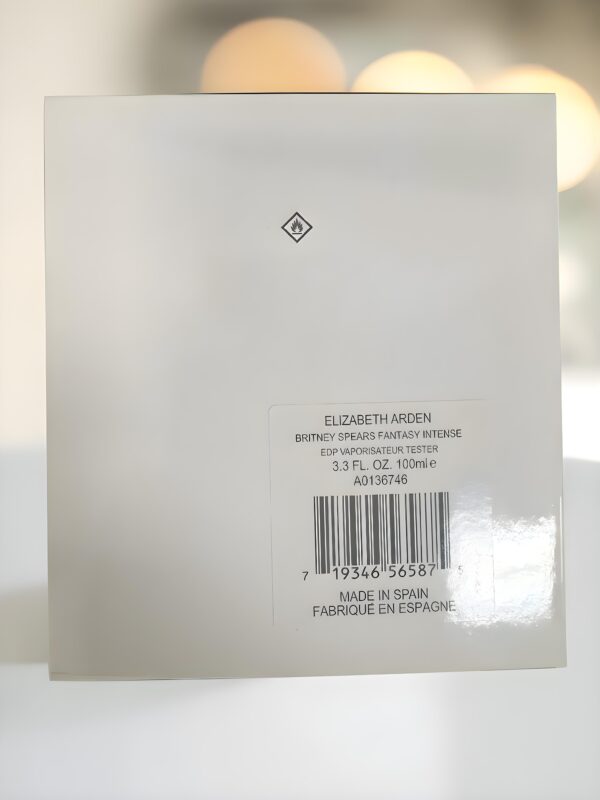 ELIZABETH ARDEN
BRITNEY SPEARS FANTASY INTENSE
EDP VAPORISATEUR TESTER
3.3 FL. OZ. 100ml e
A0136746
7 19346 56587 5
MADE IN SPAIN
FABRIQUÉ EN ESPAGNE